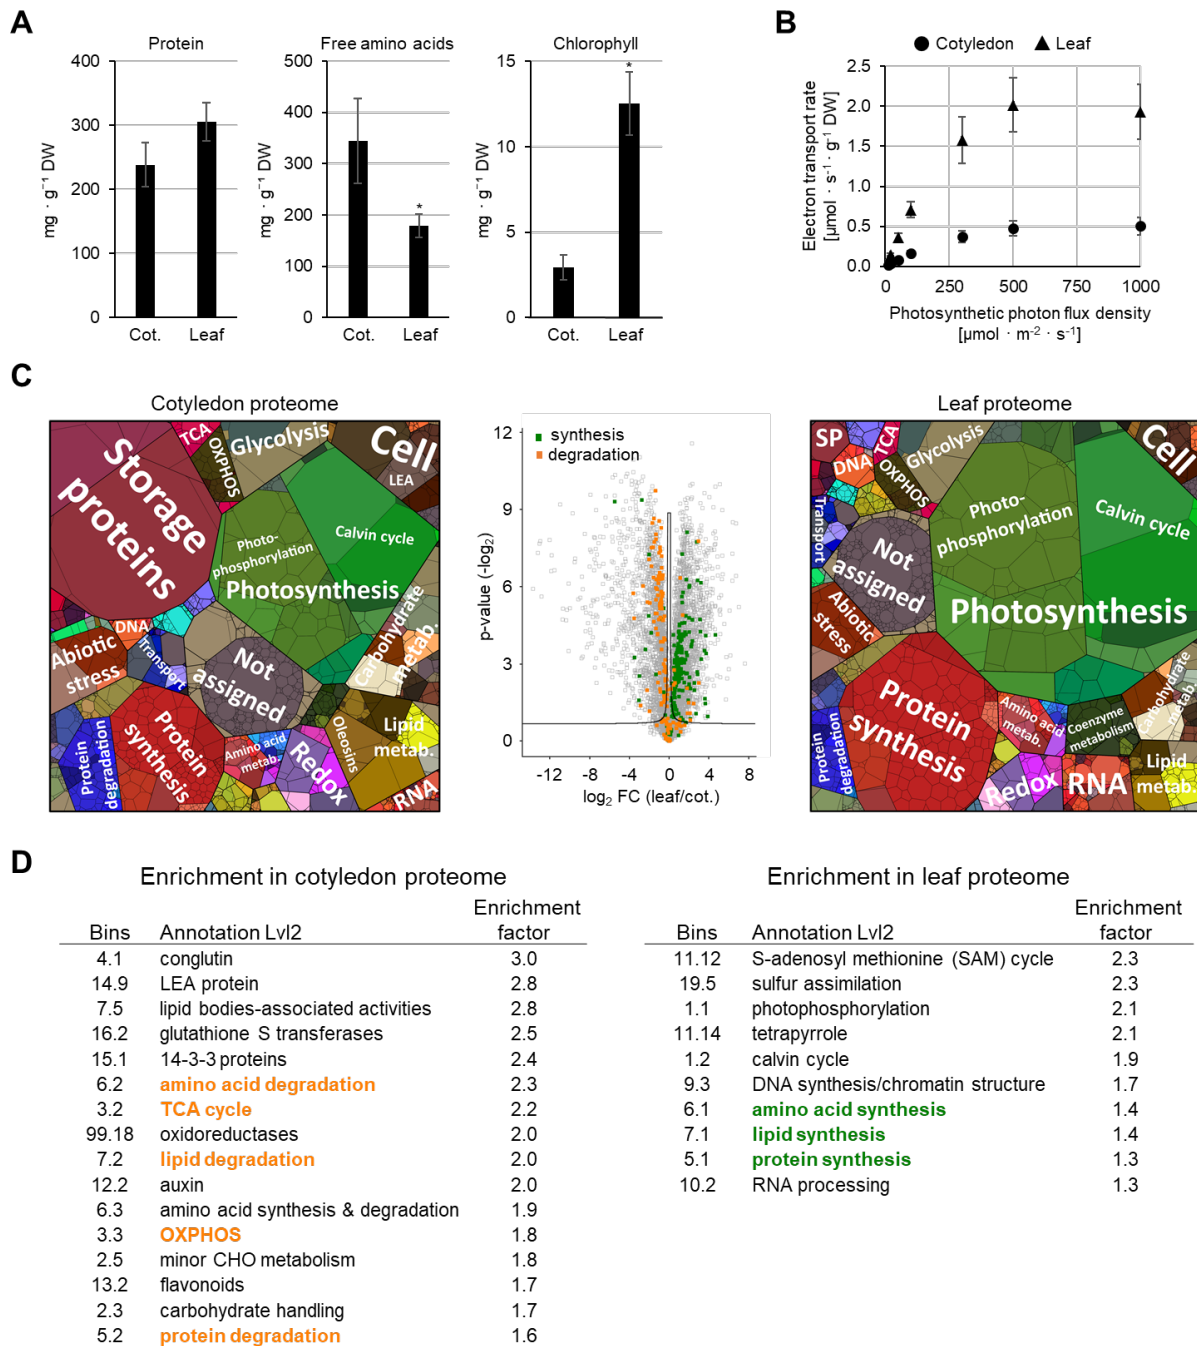 A
Protein
Free amino acids
Chlorophyll
mg · g⁻¹ DW
400
300
200
100
0
Cot.
Leaf
mg · g⁻¹ DW
500
400
300
200
100
0
*
Cot.
Leaf
mg · g⁻¹ DW
15
10
5
0
*
Cot.
Leaf
B
Cotyledon
Leaf
Electron transport rate
[µmol · s⁻¹ · g⁻¹ DW]
2.5
2.0
1.5
1.0
0.5
0.0
0
250
500
750
1000
Photosynthetic photon flux density
[µmol · m⁻² · s⁻¹]
C
Cotyledon proteome
Storage
proteins
TCA
OXPHOS
Glycolysis
Cell
LEA
Photo-
phosphorylation
Calvin cycle
Photosynthesis
Carbohydrate
metab.
DNA
Abiotic
stress
Transport
Not
assigned
Protein
degradation
Protein
synthesis
Amino acid
metab.
Redox
Oleosins
Lipid
metab.
RNA
synthesis
degradation
p-value (-log₂)
12
9
6
3
0
-12
-8
-4
0
4
8
log₂ FC (leaf/cot.)
Leaf proteome
SP
TCA
DNA
OXPHOS
Glycolysis
Cell
Transport
Photo-
phosphorylation
Calvin cycle
Not
assigned
Photosynthesis
Abiotic
stress
Protein
synthesis
Protein
degradation
Amino acid
metab.
Coenzyme
metabolism
Carbohydrate
metab.
Redox
RNA
Lipid
metab.
D
Enrichment in cotyledon proteome
Bins Annotation Lvl2 Enrichment factor
4.1 conglutin 3.0
14.9 LEA protein 2.8
7.5 lipid bodies-associated activities 2.8
16.2 glutathione S transferases 2.5
15.1 14-3-3 proteins 2.4
6.2 amino acid degradation 2.3
3.2 TCA cycle 2.2
99.18 oxidoreductases 2.0
7.2 lipid degradation 2.0
12.2 auxin 2.0
6.3 amino acid synthesis & degradation 1.9
3.3 OXPHOS 1.8
2.5 minor CHO metabolism 1.8
13.2 flavonoids 1.7
2.3 carbohydrate handling 1.7
5.2 protein degradation 1.6
Enrichment in leaf proteome
Bins Annotation Lvl2 Enrichment factor
11.12 S-adenosyl methionine (SAM) cycle 2.3
19.5 sulfur assimilation 2.3
1.1 photophosphorylation 2.1
11.14 tetrapyrrole 2.1
1.2 calvin cycle 1.9
9.3 DNA synthesis/chromatin structure 1.7
6.1 amino acid synthesis 1.4
7.1 lipid synthesis 1.4
5.1 protein synthesis 1.3
10.2 RNA processing 1.3